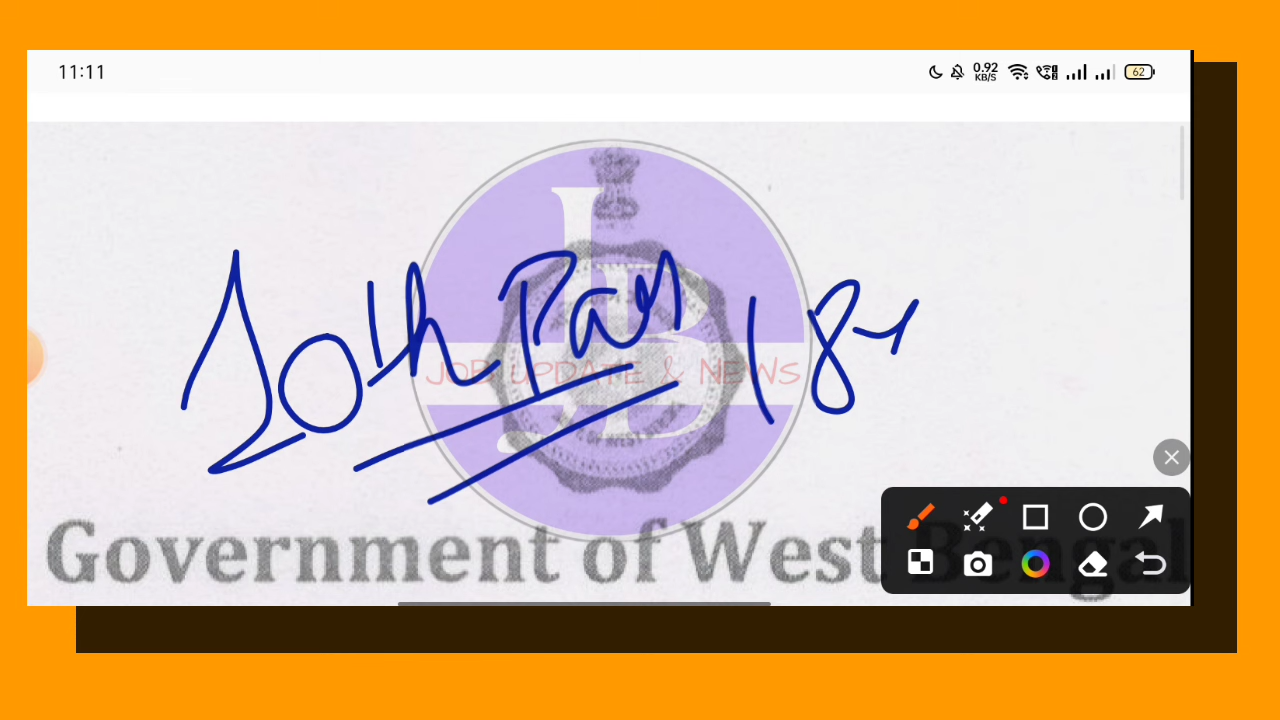 11:11 0.92 KB/S 62
10th Pass 18+
JOB UPDATE & NEWS
Government of West Bengal